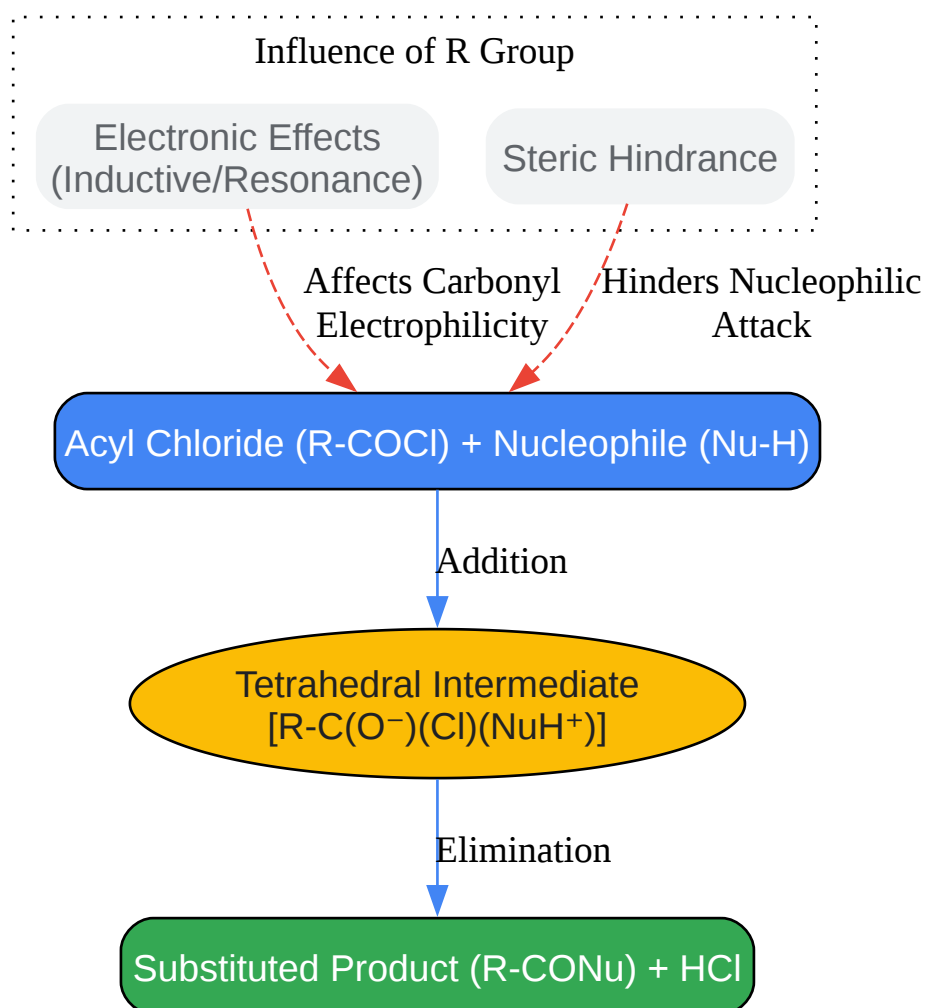 Influence of R Group
Electronic Effects
(Inductive/Resonance)
Steric Hindrance
Affects Carbonyl
Electrophilicity
Hinders Nucleophilic
Attack
Acyl Chloride (R-COCl) + Nucleophile (Nu-H)
Addition
Tetrahedral Intermediate
[R-C(O⁻)(Cl)(NuH⁺)]
Elimination
Substituted Product (R-CONu) + HCl